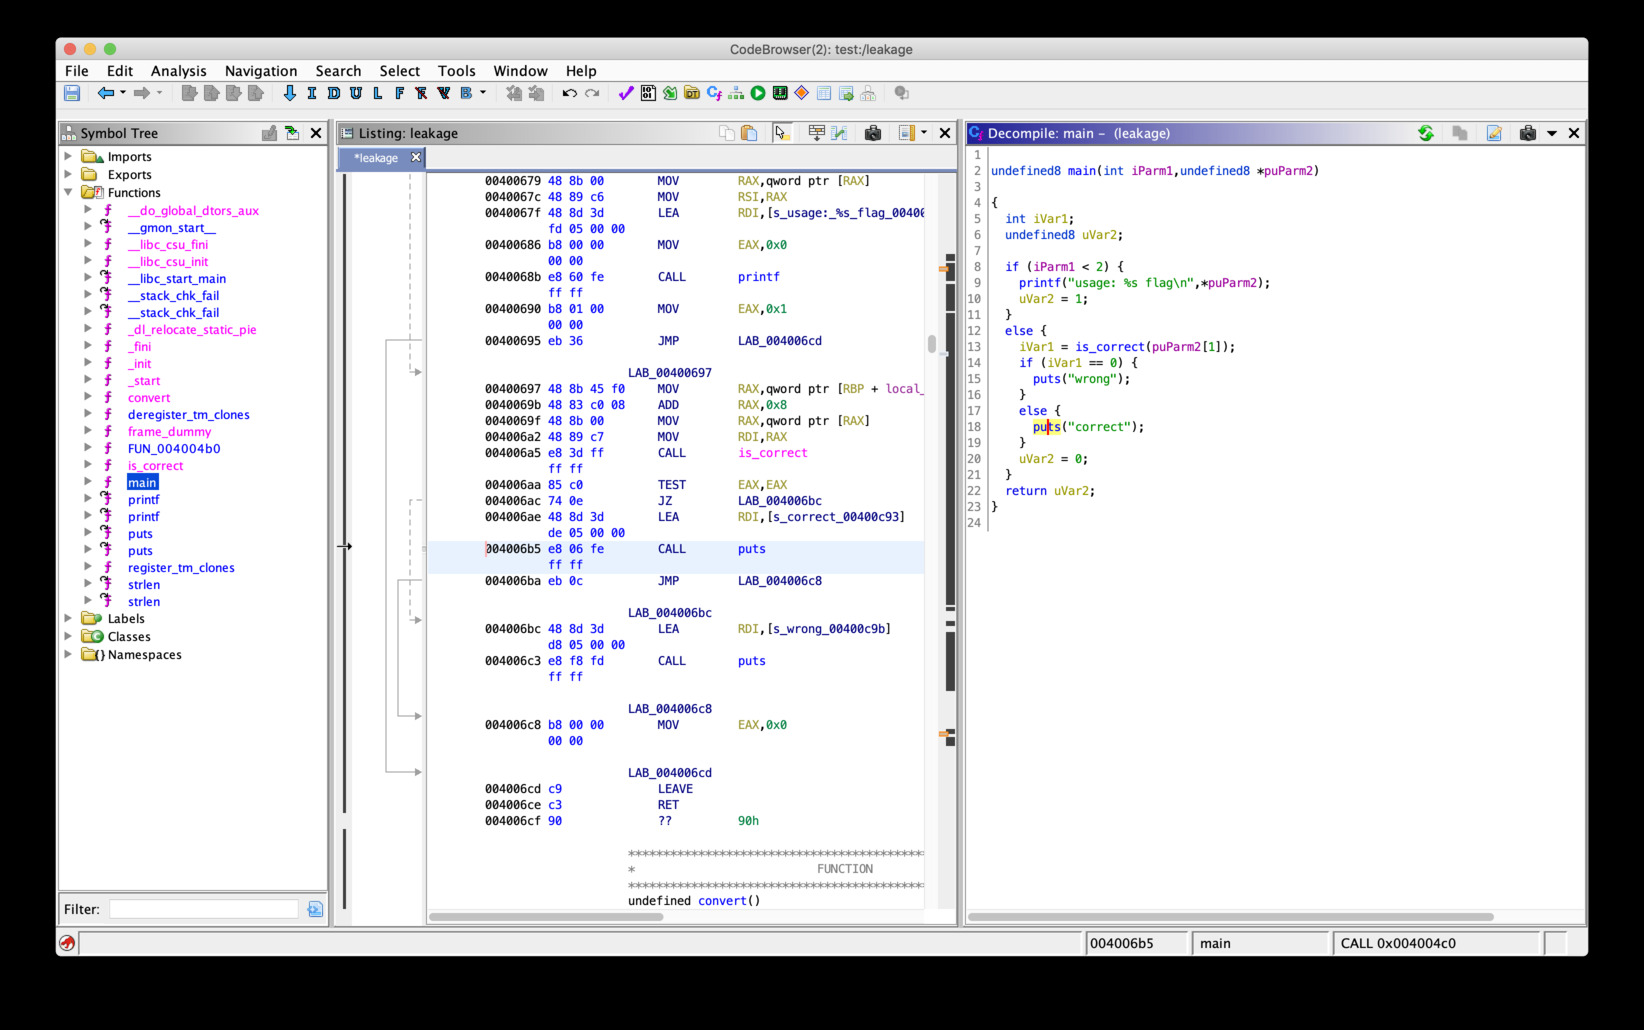 CodeBrowser(2): test:/leakage
File Edit Analysis Navigation Search Select Tools Window Help
I D U L F F V B
Symbol Tree
Imports
Exports
Functions
f __do_global_dtors_aux
f __gmon_start__
f __libc_csu_fini
f __libc_csu_init
f __libc_start_main
f __stack_chk_fail
f __stack_chk_fail
f _dl_relocate_static_pie
f _fini
f _init
f _start
f convert
f deregister_tm_clones
f frame_dummy
f FUN_004004b0
f is_correct
f main
f printf
f printf
f puts
f puts
f register_tm_clones
f strlen
f strlen
Labels
Classes
Namespaces
Filter:
Listing: leakage
*leakage
00400679 48 8b 00 MOV RAX,qword ptr [RAX]
0040067c 48 89 c6 MOV RSI,RAX
0040067f 48 8d 3d LEA RDI,[s_usage:_%s_flag_0040
fd 05 00 00
00400686 b8 00 00 MOV EAX,0x0
00 00
0040068b e8 60 fe CALL printf
ff ff
00400690 b8 01 00 MOV EAX,0x1
00 00
00400695 eb 36 JMP LAB_004006cd
LAB_00400697
00400697 48 8b 45 f0 MOV RAX,qword ptr [RBP + local_
0040069b 48 83 c0 08 ADD RAX,0x8
0040069f 48 8b 00 MOV RAX,qword ptr [RAX]
004006a2 48 89 c7 MOV RDI,RAX
004006a5 e8 3d ff CALL is_correct
ff ff
004006aa 85 c0 TEST EAX,EAX
004006ac 74 0e JZ LAB_004006bc
004006ae 48 8d 3d LEA RDI,[s_correct_00400c93]
de 05 00 00
004006b5 e8 06 fe CALL puts
ff ff
004006ba eb 0c JMP LAB_004006c8
LAB_004006bc
004006bc 48 8d 3d LEA RDI,[s_wrong_00400c9b]
d8 05 00 00
004006c3 e8 f8 fd CALL puts
ff ff
LAB_004006c8
004006c8 b8 00 00 MOV EAX,0x0
00 00
LAB_004006cd
004006cd c9 LEAVE
004006ce c3 RET
004006cf 90 ?? 90h
******************************************
* FUNCTION
******************************************
undefined convert()
Decompile: main – (leakage)
1
2 undefined8 main(int iParm1,undefined8 *puParm2)
3
4 {
5 int iVar1;
6 undefined8 uVar2;
7
8 if (iParm1 < 2) {
9 printf("usage: %s flag\n",*puParm2);
10 uVar2 = 1;
11 }
12 else {
13 iVar1 = is_correct(puParm2[1]);
14 if (iVar1 == 0) {
15 puts("wrong");
16 }
17 else {
18 puts("correct");
19 }
20 uVar2 = 0;
21 }
22 return uVar2;
23 }
24
004006b5 main CALL 0x004004c0